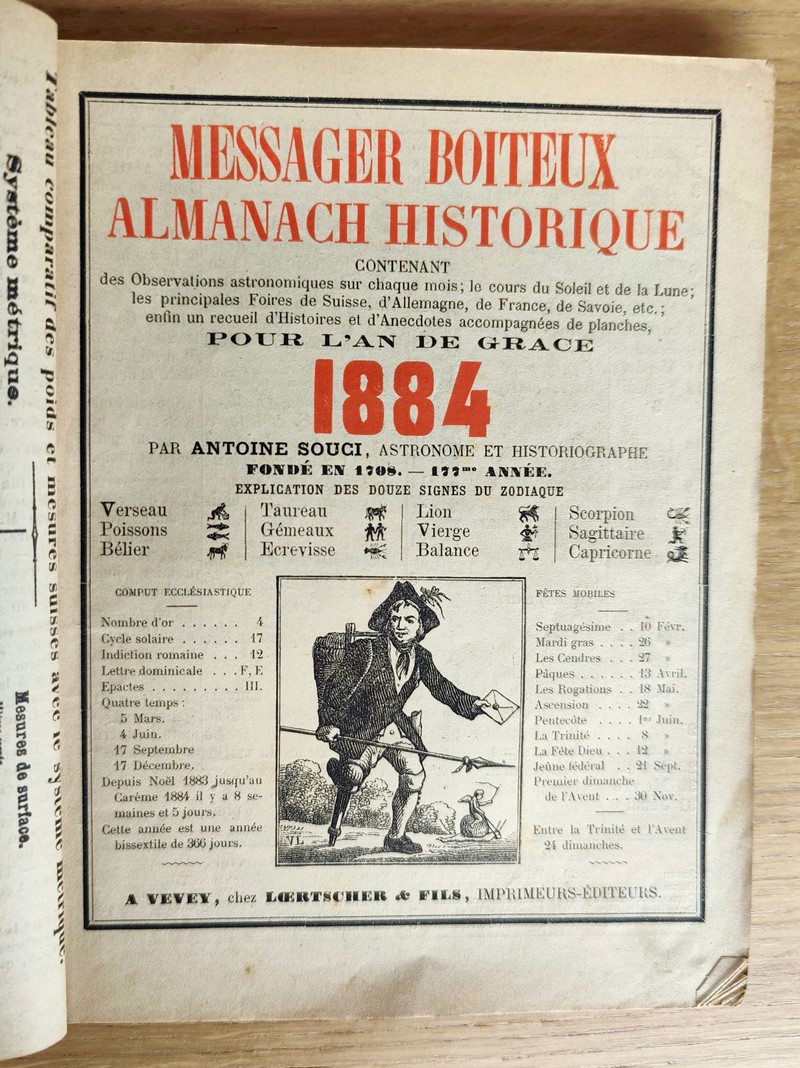 Tableau comparatif des poids et mesures suisses avec le système métrique.
Système métrique.
Mesures de surface.
MESSAGER BOITEUX
ALMANACH HISTORIQUE
CONTENANT
des Observations astronomiques sur chaque mois; le cours du Soleil et de la Lune;
les principales Foires de Suisse, d'Allemagne, de France, de Savoie, etc.;
enfin un recueil d'Histoires et d'Anecdotes accompagnées de planches,
POUR L'AN DE GRACE
1884
PAR ANTOINE SOUCI, ASTRONOME ET HISTORIOGRAPHE
FONDÉ EN 1708. — 177me ANNÉE.
EXPLICATION DES DOUZE SIGNES DU ZODIAQUE
Verseau
Poissons
Bélier
Taureau
Gémeaux
Ecrevisse
Lion
Vierge
Balance
Scorpion
Sagittaire
Capricorne
COMPUT ECCLÉSIASTIQUE
Nombre d'or . . . . . . 4
Cycle solaire . . . . . . 17
Indiction romaine . . . 12
Lettre dominicale . . . F, E
Epactes . . . . . . . . . III.
Quatre temps :
5 Mars.
4 Juin.
17 Septembre
17 Décembre.
Depuis Noël 1883 jusqu'au
Carême 1884 il y a 8 se-
maines et 5 jours.
Cette année est une année
bissextile de 366 jours.
VL
FÊTES MOBILES
Septuagésime . . 10 Févr.
Mardi gras . . . . 26 »
Les Cendres . . . 27 »
Pâques . . . . . . 13 Avril.
Les Rogations . . 18 Mai.
Ascension . . . . 22 »
Pentecôte . . . . 1er Juin.
La Trinité . . . . 8 »
La Fête Dieu . . . 12 »
Jeûne fédéral . . 21 Sept.
Premier dimanche
de l'Avent . . . 30 Nov.
Entre la Trinité et l'Avent
24 dimanches.
A VEVEY, chez LŒRTSCHER & FILS, IMPRIMEURS-ÉDITEURS.